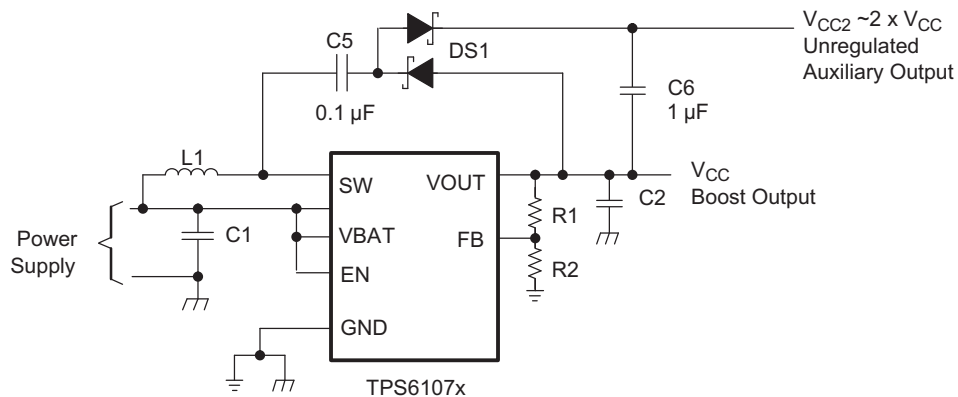 V_CC2 ~2 x V_CC
Unregulated
Auxiliary Output
C5
DS1
0.1 µF
C6
1 µF
L1
SW
VOUT
V_CC
Boost Output
C2
R1
Power
Supply
C1
VBAT
FB
R2
EN
GND
TPS6107x